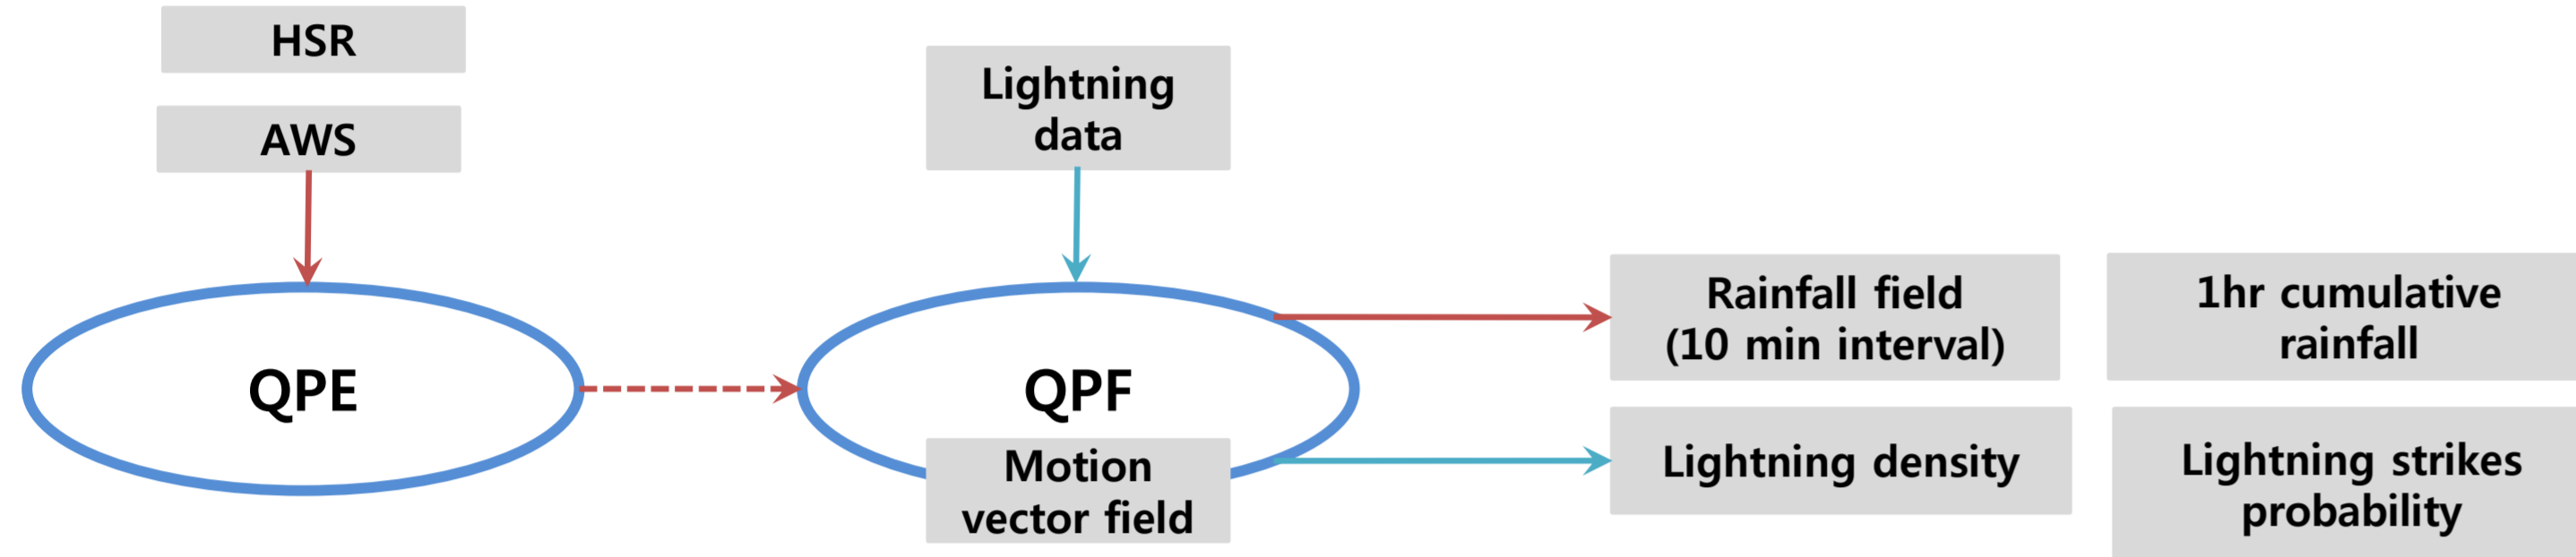 HSR
AWS
Lightning
data
QPE
QPF
Motion
vector field
Rainfall field
(10 min interval)
1hr cumulative
rainfall
Lightning density
Lightning strikes
probability